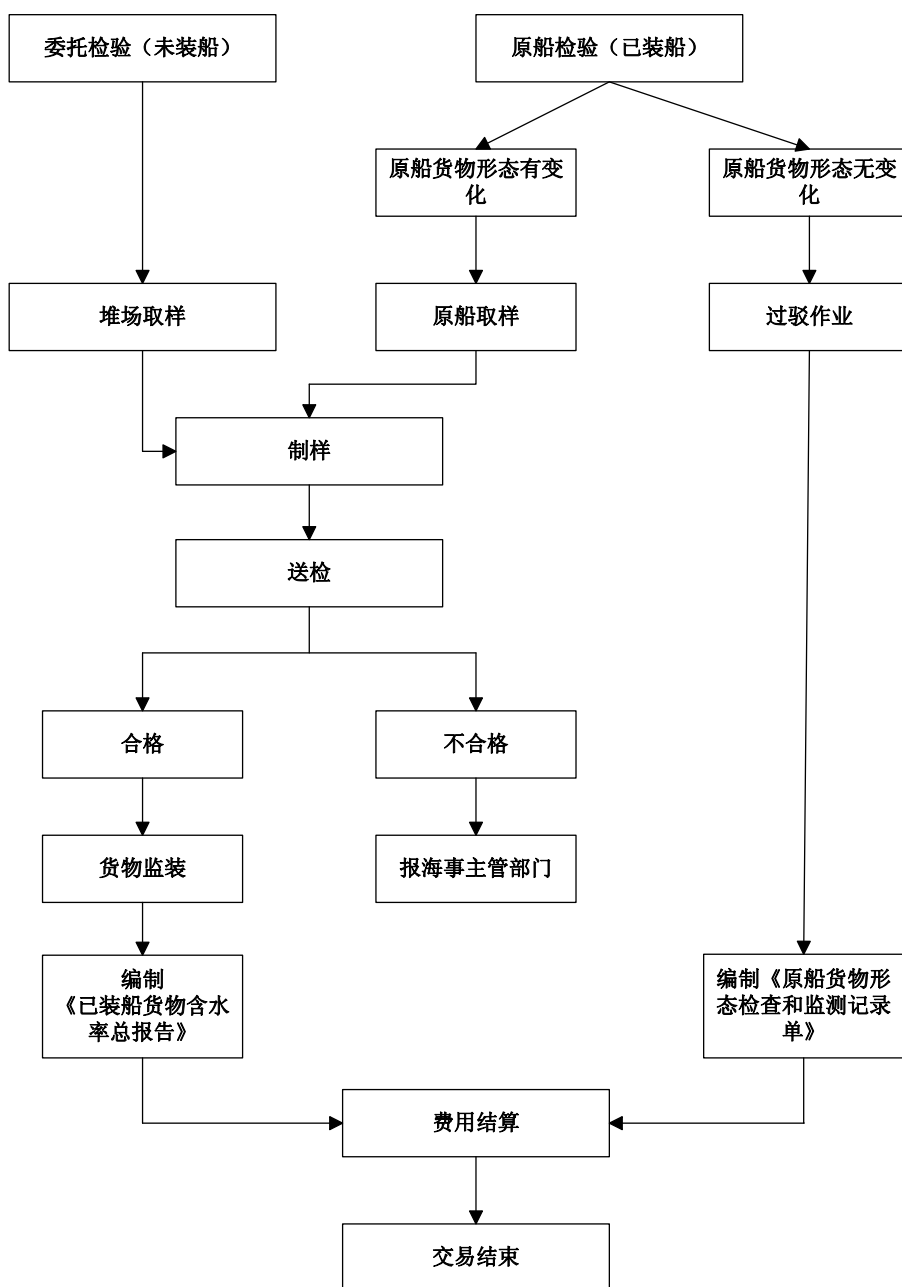 委托检验（未装船）
原船检验（已装船）
原船货物形态有变
化
原船货物形态无变
化
堆场取样
原船取样
过驳作业
制样
送检
合格
不合格
货物监装
报海事主管部门
编制
《已装船货物含水
率总报告》
编制《原船货物形
态检查和监测记录
单》
费用结算
交易结束